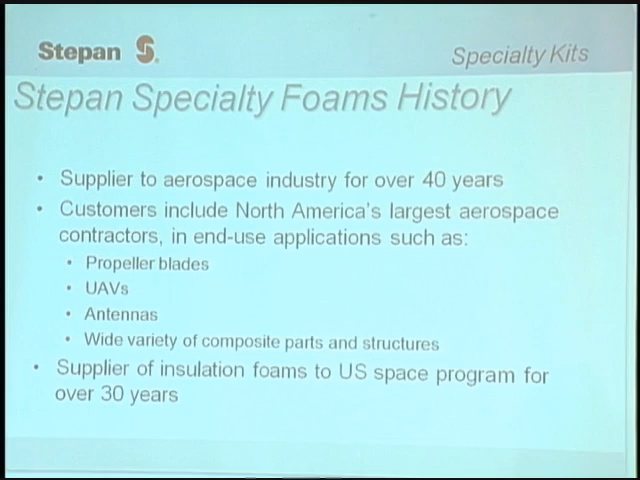 Stepan S®
Specialty Kits
Stepan Specialty Foams History
• Supplier to aerospace industry for over 40 years
• Customers include North America's largest aerospace
contractors, in end-use applications such as:
• Propeller blades
• UAVs
• Antennas
• Wide variety of composite parts and structures
• Supplier of insulation foams to US space program for
over 30 years